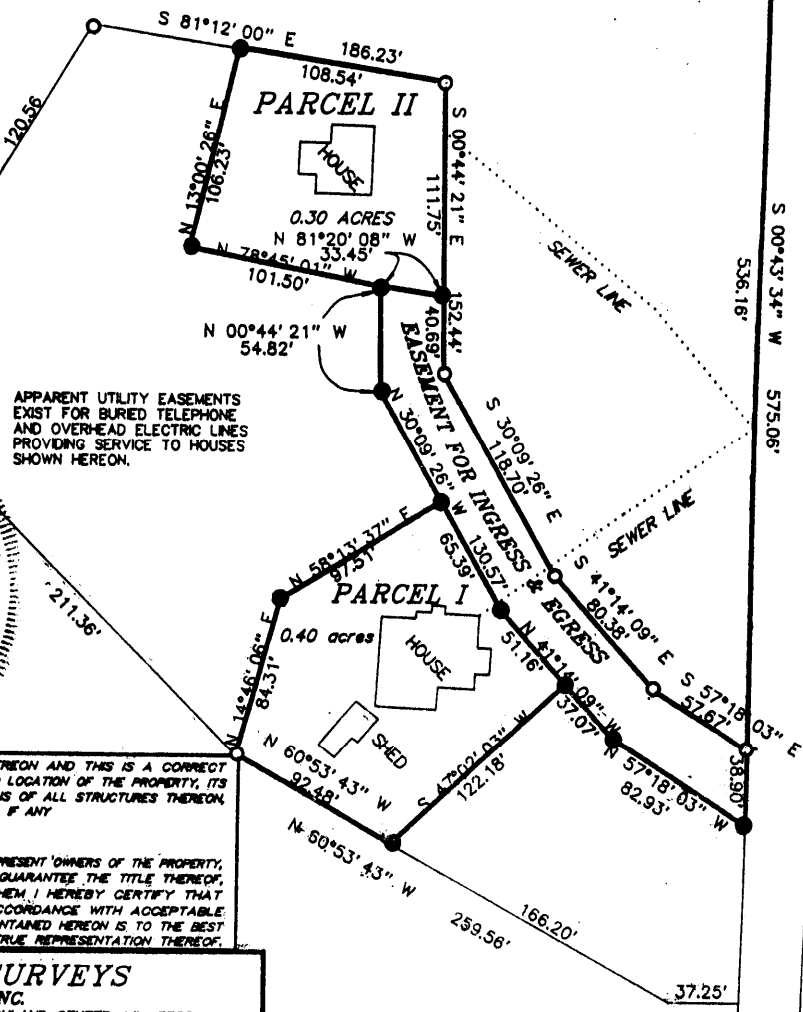 S 81°12' 00" E
186.23'
108.54'
120.56
PARCEL II
HOUSE
N 13°00' 26" E
106.23'
S 00°44' 21" E
111.75'
0.30 ACRES
N 81°20' 08" W
33.45'
N 78°45' 01" W
101.50'
SEWER LINE
S 00°43' 34" W
536.16'
575.06'
152.44'
40.69'
N 00°44' 21" W
54.82'
EASEMENT FOR INGRESS & EGRESS
APPARENT UTILITY EASEMENTS
EXIST FOR BURIED TELEPHONE
AND OVERHEAD ELECTRIC LINES
PROVIDING SERVICE TO HOUSES
SHOWN HEREON.
N 30°09' 26" W
130.57'
65.39'
S 30°09' 26" E
118.70'
SEWER LINE
N 58°13' 37" E
97.51'
PARCEL I
0.40 acres
HOUSE
SHED
S 41°14' 09" E
80.38'
211.36'
N 14°46' 06" E
84.31'
N 41°14' 09" W
51.16'
37.07'
S 57°18' 03" E
57.67'
38.90'
N 60°53' 43" W
92.48'
S 47°02' 03" W
122.18'
N 57°18' 03" W
82.93'
N 60°53' 43" W
259.56'
166.20'
37.25'
EREON AND THIS IS A CORRECT
LOCATION OF THE PROPERTY, ITS
NS OF ALL STRUCTURES THEREON,
IF ANY
PRESENT OWNERS OF THE PROPERTY,
GUARANTEE THE TITLE THEREOF,
HEM I HEREBY CERTIFY THAT
CCORDANCE WITH ACCEPTABLE
NTAINED HEREON IS TO THE BEST
TRUE REPRESENTATION THEREOF.
SURVEYS
INC.